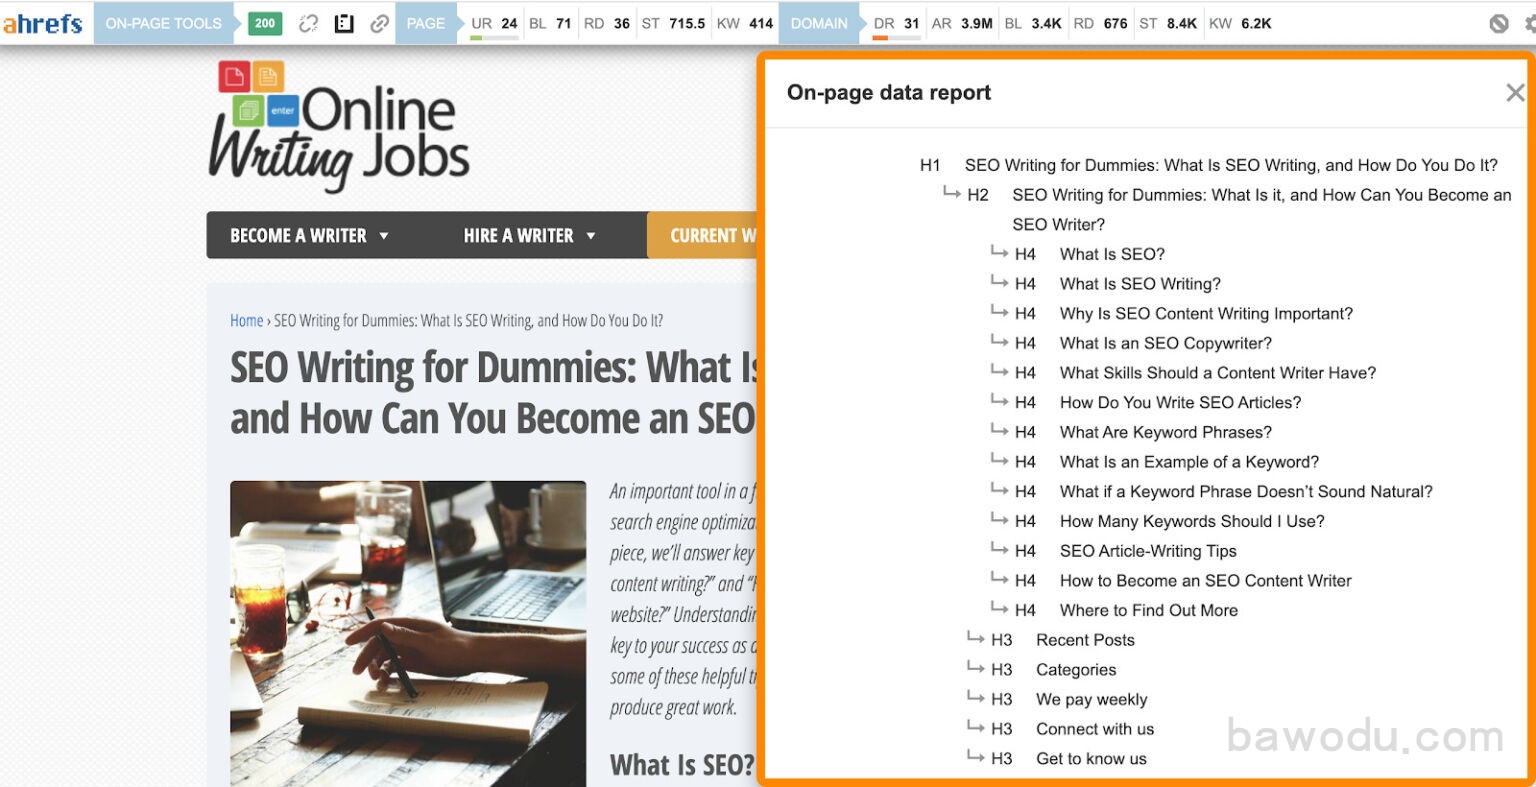 ahrefs ON-PAGE TOOLS 200 PAGE UR 24 BL 71 RD 36 ST 715.5 KW 414 DOMAIN DR 31 AR 3.9M BL 3.4K RD 676 ST 8.4K KW 6.2K
enter
Online
Writing Jobs
BECOME A WRITER HIRE A WRITER CURRENT W
Home › SEO Writing for Dummies: What Is SEO Writing, and How Do You Do It?
SEO Writing for Dummies: What Is
and How Can You Become an SEO
An important tool in a f
search engine optimiza
piece, we’ll answer key
content writing?” and “
website?” Understandin
key to your success as a
some of these helpful t
produce great work.
What Is SEO?
On-page data report
H1 SEO Writing for Dummies: What Is SEO Writing, and How Do You Do It?
H2 SEO Writing for Dummies: What Is it, and How Can You Become an
SEO Writer?
H4 What Is SEO?
H4 What Is SEO Writing?
H4 Why Is SEO Content Writing Important?
H4 What Is an SEO Copywriter?
H4 What Skills Should a Content Writer Have?
H4 How Do You Write SEO Articles?
H4 What Are Keyword Phrases?
H4 What Is an Example of a Keyword?
H4 What if a Keyword Phrase Doesn’t Sound Natural?
H4 How Many Keywords Should I Use?
H4 SEO Article-Writing Tips
H4 How to Become an SEO Content Writer
H4 Where to Find Out More
H3 Recent Posts
H3 Categories
H3 We pay weekly
H3 Connect with us
H3 Get to know us
bawodu.com